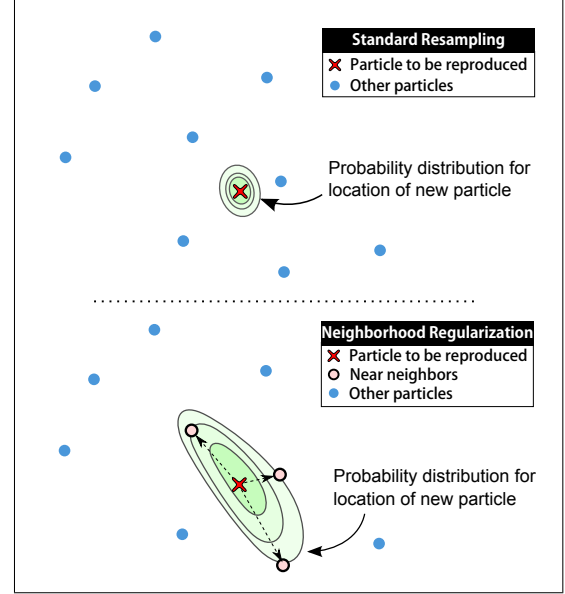 Standard Resampling
Particle to be reproduced
Other particles
Probability distribution for
location of new particle
Neighborhood Regularization
Particle to be reproduced
Near neighbors
Other particles
Probability distribution for
location of new particle